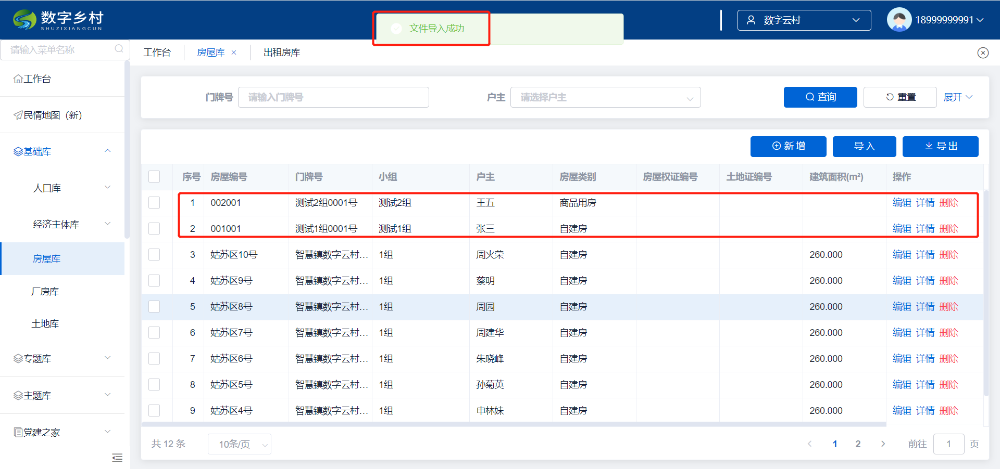 数字乡村
SHUZIXIANGCUN
文件导入成功
数字云村
18999999991
请输入菜单名称
工作台
房屋库 ×
出租房库
工作台
民情地图（新）
基础库
人口库
经济主体库
房屋库
厂房库
土地库
专题库
主题库
党建之家
门牌号 请输入门牌号 户主 请选择户主 查询 重置 展开
新增 导入 导出
序号 房屋编号 门牌号 小组 户主 房屋类别 房屋权证编号 土地证编号 建筑面积(m²) 操作
1 002001 测试2组0001号 测试2组 王五 商品用房 编辑 详情 删除
2 001001 测试1组0001号 测试1组 张三 自建房 编辑 详情 删除
3 姑苏区10号 智慧镇数字云村... 1组 周火荣 自建房 260.000 编辑 详情 删除
4 姑苏区9号 智慧镇数字云村... 1组 蔡明 自建房 260.000 编辑 详情 删除
5 姑苏区8号 智慧镇数字云村... 1组 周园 自建房 260.000 编辑 详情 删除
6 姑苏区7号 智慧镇数字云村... 1组 周建华 自建房 260.000 编辑 详情 删除
7 姑苏区6号 智慧镇数字云村... 1组 朱晓峰 自建房 260.000 编辑 详情 删除
8 姑苏区5号 智慧镇数字云村... 1组 孙菊英 自建房 260.000 编辑 详情 删除
9 姑苏区4号 智慧镇数字云村... 1组 申林妹 自建房 260.000 编辑 详情 删除
共 12 条 10条/页 1 2 前往 1 页